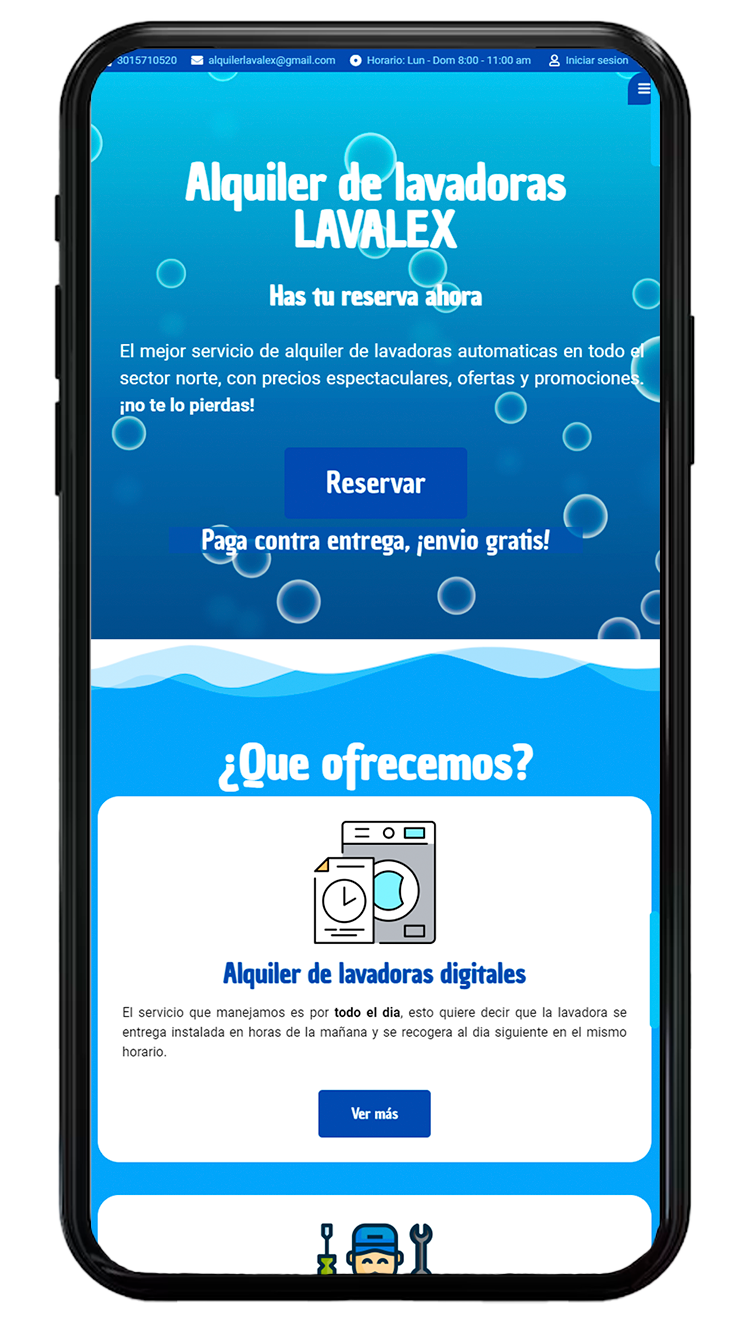 3015710520 alquilerlavalex@gmail.com Horario: Lun - Dom 8:00 - 11:00 am Iniciar sesion
Alquiler de lavadoras
LAVALEX
Has tu reserva ahora
El mejor servicio de alquiler de lavadoras automaticas en todo el
sector norte, con precios espectaculares, ofertas y promociones.
¡no te lo pierdas!
Reservar
Paga contra entrega, ¡envio gratis!
¿Que ofrecemos?
Alquiler de lavadoras digitales
El servicio que manejamos es por todo el dia, esto quiere decir que la lavadora se
entrega instalada en horas de la mañana y se recogera al dia siguiente en el mismo
horario.
Ver más